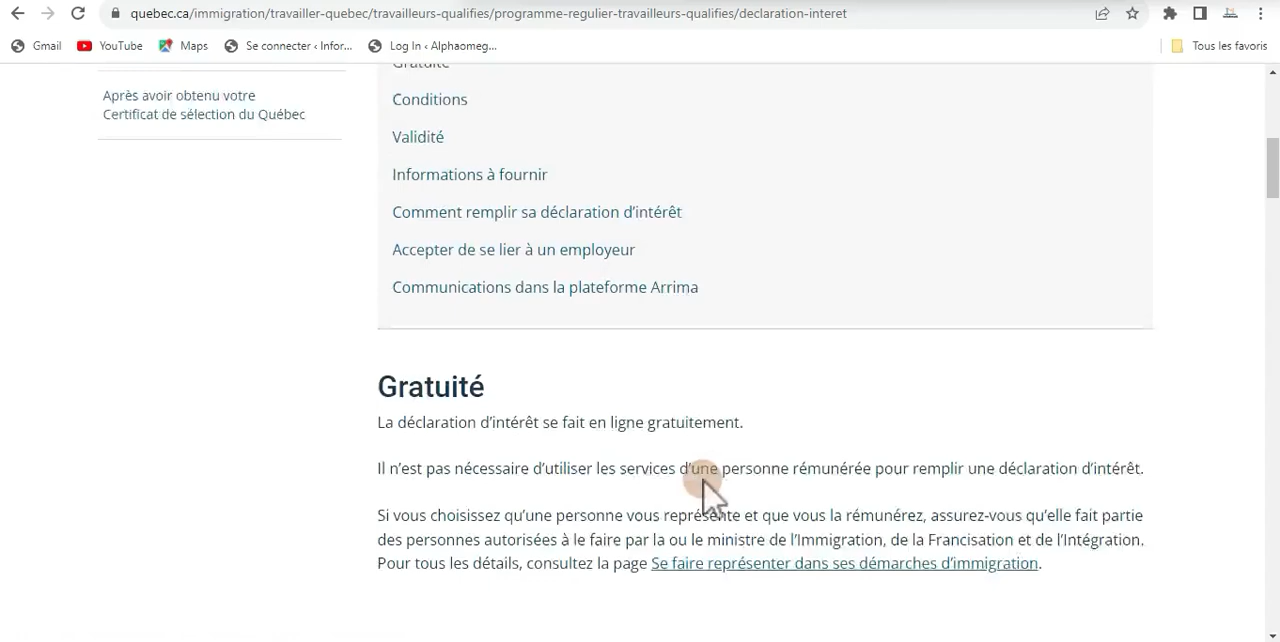 quebec.ca/immigration/travailler-quebec/travailleurs-qualifies/programme-regulier-travailleurs-qualifies/declaration-interet
Gmail YouTube Maps Se connecter ‹ Infor... Log In ‹ Alphaomeg... Tous les favoris
Après avoir obtenu votre
Certificat de sélection du Québec
Gratuité
Conditions
Validité
Informations à fournir
Comment remplir sa déclaration d’intérêt
Accepter de se lier à un employeur
Communications dans la plateforme Arrima
Gratuité
La déclaration d’intérêt se fait en ligne gratuitement.
Il n’est pas nécessaire d’utiliser les services d’une personne rémunérée pour remplir une déclaration d’intérêt.
Si vous choisissez qu’une personne vous représente et que vous la rémunérez, assurez-vous qu’elle fait partie
des personnes autorisées à le faire par la ou le ministre de l’Immigration, de la Francisation et de l’Intégration.
Pour tous les détails, consultez la page Se faire représenter dans ses démarches d’immigration.